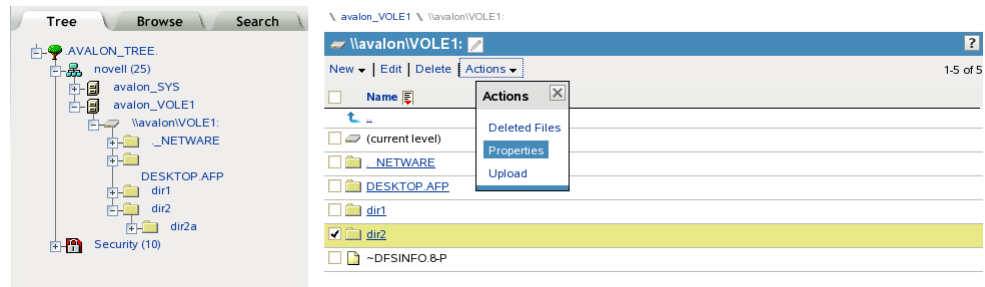 Tree Browse Search
.AVALON_TREE.
novell (25)
avalon_SYS
avalon_VOLE1
\\avalon\VOLE1:
._NETWARE
DESKTOP.AFP
dir1
dir2
dir2a
Security (10)
\ avalon_VOLE1 \ \\avalon\VOLE1:
\\avalon\VOLE1: ?
New | Edit | Delete | Actions 1-5 of 5
Name
Actions
Deleted Files
Properties
Upload
..
(current level)
._NETWARE
DESKTOP.AFP
dir1
dir2
~DFSINFO.8-P